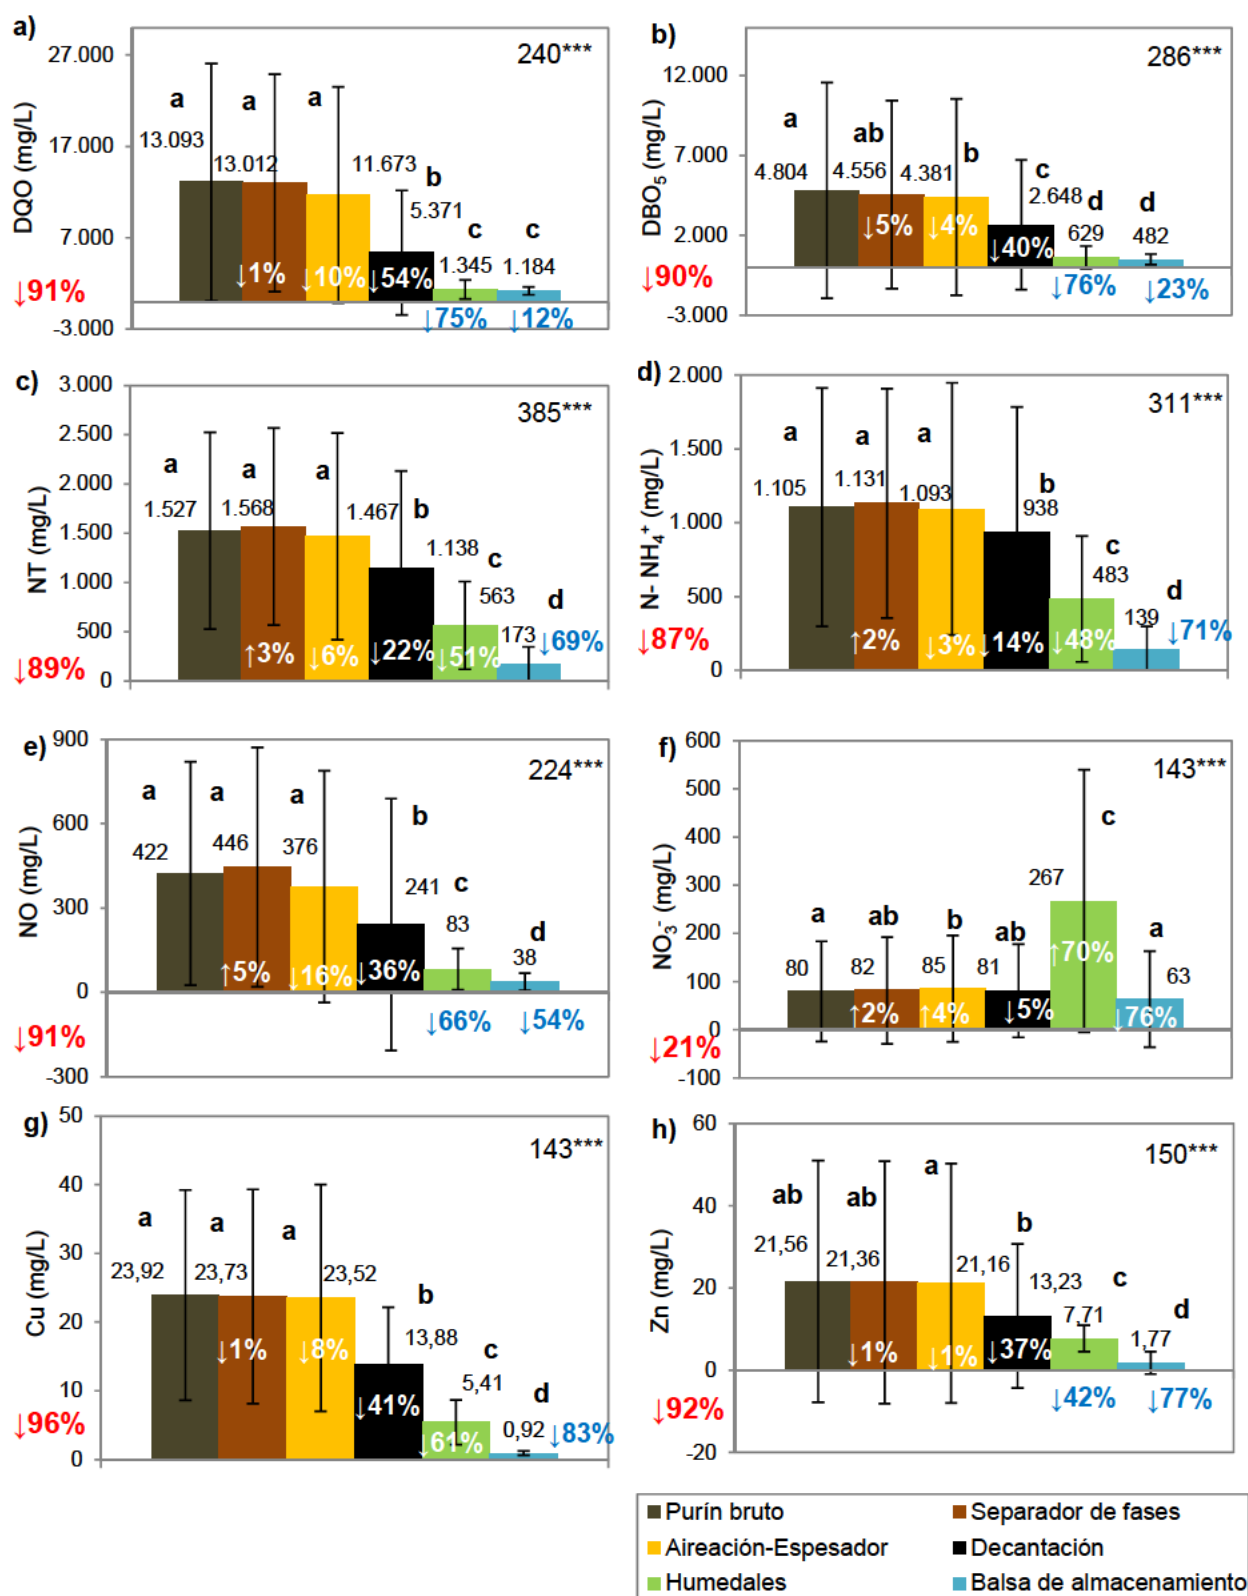 a)
240***
DQO (mg/L)
27.000
17.000
7.000
-3.000
a
a
a
b
c
c
13.093
13.012
11.673
5.371
1.345
1.184
↓1%
↓10%
↓54%
↓75%
↓12%
↓91%
b)
286***
DBO5 (mg/L)
12.000
7.000
2.000
-3.000
a
ab
b
c
d
d
4.804
4.556
4.381
2.648
629
482
↓5%
↓4%
↓40%
↓76%
↓23%
↓90%
c)
385***
NT (mg/L)
3.000
2.500
2.000
1.500
1.000
500
0
a
a
a
b
c
d
1.527
1.568
1.467
1.138
563
173
↑3%
↓6%
↓22%
↓51%
↓69%
↓89%
d)
311***
N- NH4+ (mg/L)
2.000
1.500
1.000
500
0
a
a
a
b
c
d
1.105
1.131
1.093
938
483
139
↑2%
↓3%
↓14%
↓48%
↓71%
↓87%
e)
224***
NO (mg/L)
900
600
300
0
-300
a
a
a
b
c
d
422
446
376
241
83
38
↑5%
↓16%
↓36%
↓66%
↓54%
↓91%
f)
143***
NO3- (mg/L)
600
500
400
300
200
100
0
-100
a
ab
b
ab
c
a
80
82
85
81
267
63
↑2%
↑4%
↓5%
↑70%
↓76%
↓21%
g)
143***
Cu (mg/L)
50
40
30
20
10
0
a
a
a
b
c
d
23,92
23,73
23,52
13,88
5,41
0,92
↓1%
↓8%
↓41%
↓61%
↓83%
↓96%
h)
150***
Zn (mg/L)
60
40
20
0
-20
ab
ab
a
b
c
d
21,56
21,36
21,16
13,23
7,71
1,77
↓1%
↓1%
↓37%
↓42%
↓77%
↓92%
Purín bruto
Separador de fases
Aireación-Espesador
Decantación
Humedales
Balsa de almacenamiento